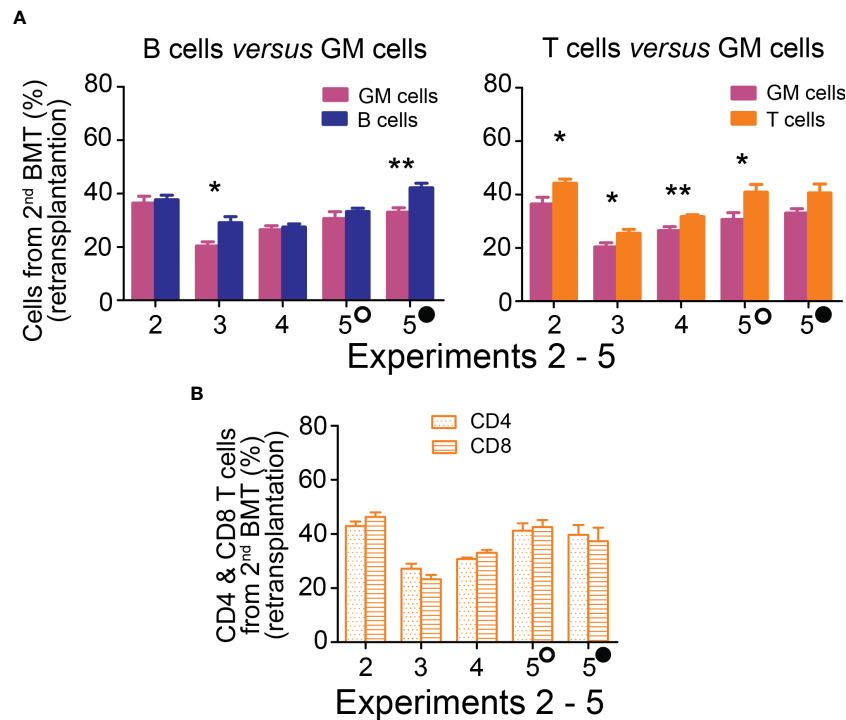 A
B cells versus GM cells
T cells versus GM cells
Cells from 2nd BMT (%)
(retransplantantion)
80
60
40
20
0
GM cells
B cells
*
**
2
3
4
5
5
80
60
40
20
0
GM cells
T cells
*
*
**
*
2
3
4
5
5
Experiments 2 - 5
B
CD4 & CD8 T cells
from 2nd BMT (%)
(retransplantation)
80
60
40
20
0
CD4
CD8
2
3
4
5
5
Experiments 2 - 5